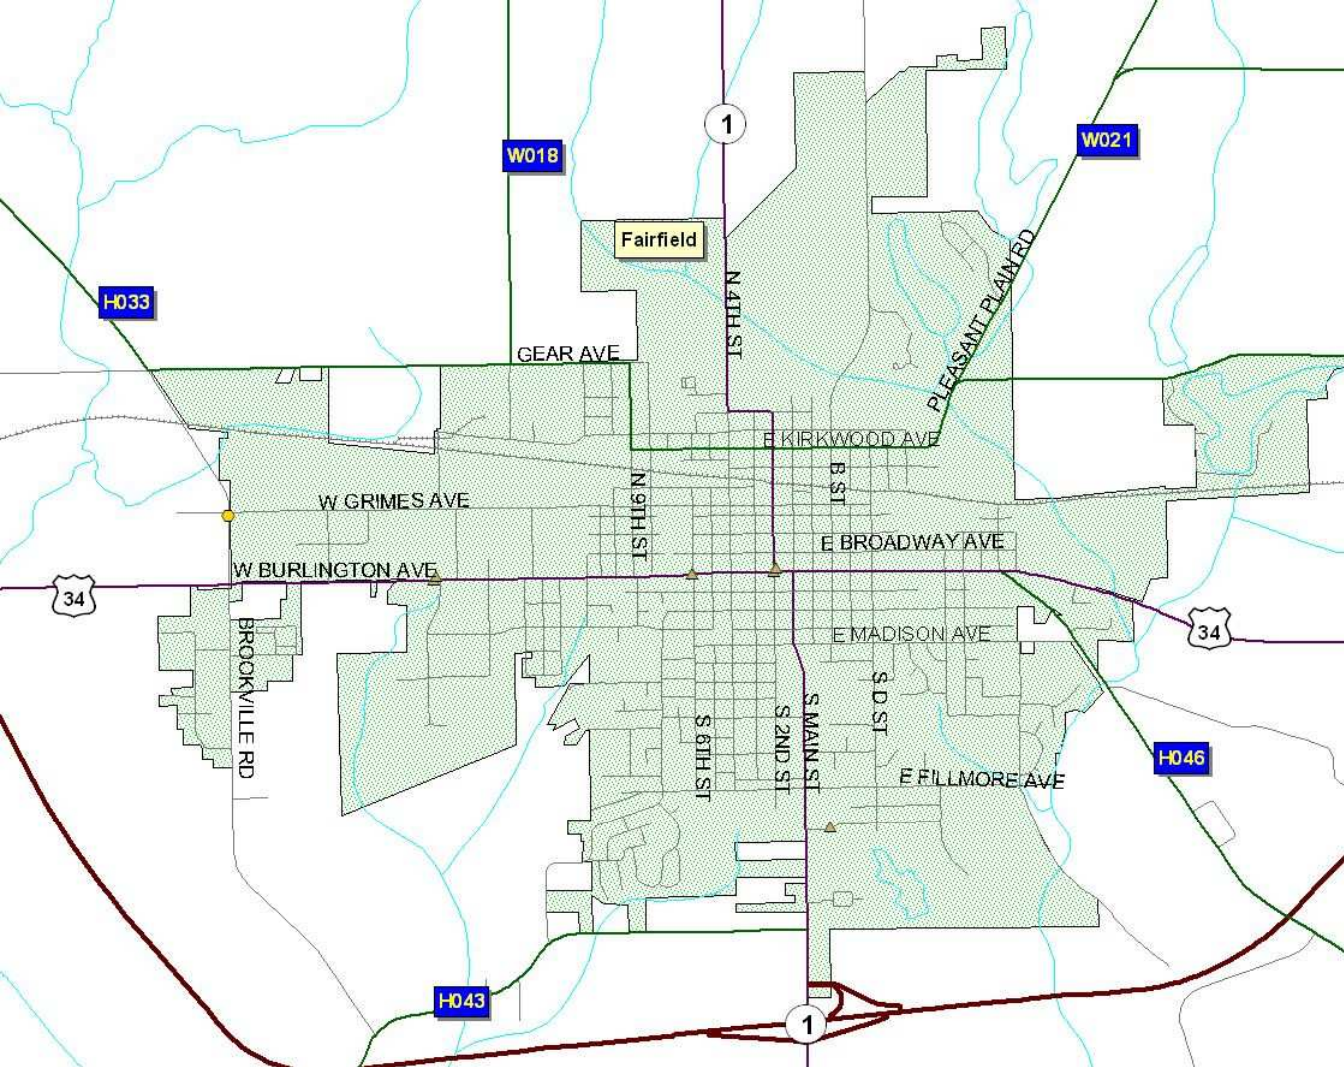 1
W021
W018
Fairfield
H033
N 4TH ST
PLEASANT PLAIN RD
GEAR AVE
E KIRKWOOD AVE
B ST
W GRIMES AVE
N 9TH ST
E BROADWAY AVE
W BURLINGTON AVE
34
34
E MADISON AVE
BROOKVILLE RD
S D ST
S 6TH ST
S 2ND ST
S MAIN ST
H046
E FILLMORE AVE
H043
1